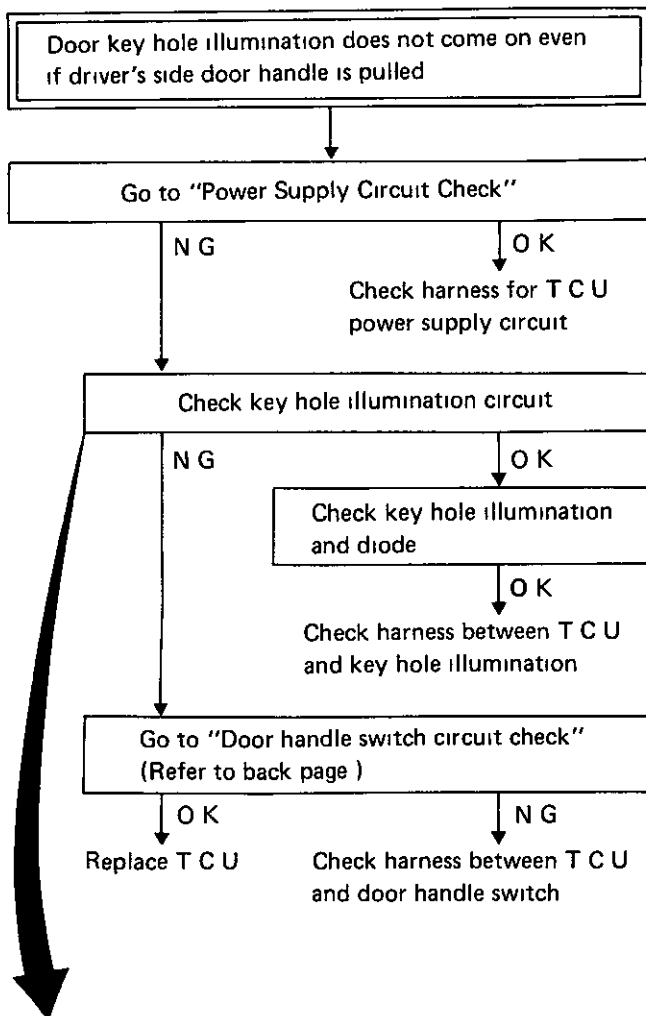 Door key hole illumination does not come on even
if driver's side door handle is pulled
Go to "Power Supply Circuit Check"
N G
O K
Check harness for T C U
power supply circuit
Check key hole illumination circuit
N G
O K
Check key hole illumination
and diode
O K
Check harness between T C U
and key hole illumination
Go to "Door handle switch circuit check"
(Refer to back page )
O K
N G
Replace T C U
Check harness between T C U
and door handle switch